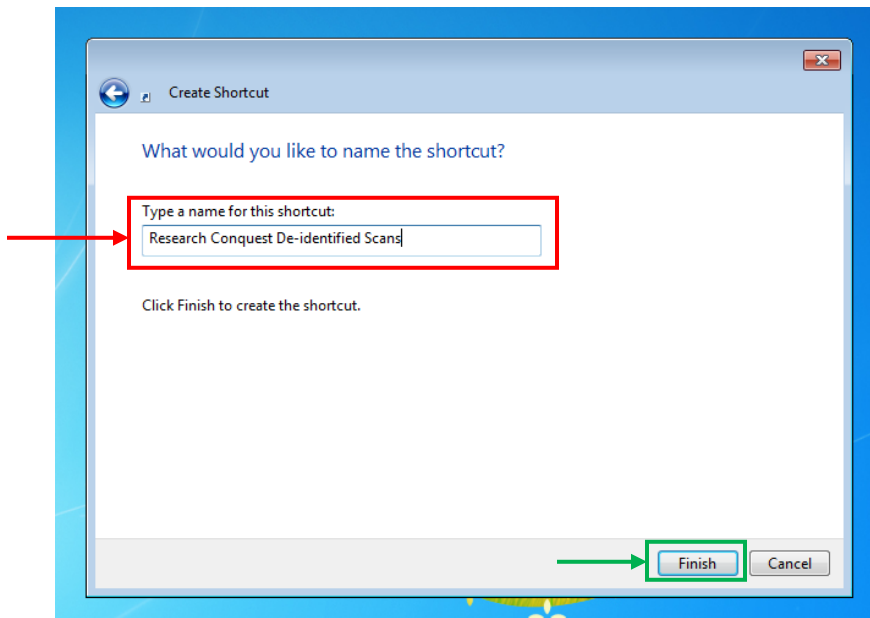 Create Shortcut
What would you like to name the shortcut?
Type a name for this shortcut:
Research Conquest De-identified Scans
Click Finish to create the shortcut.
Finish
Cancel